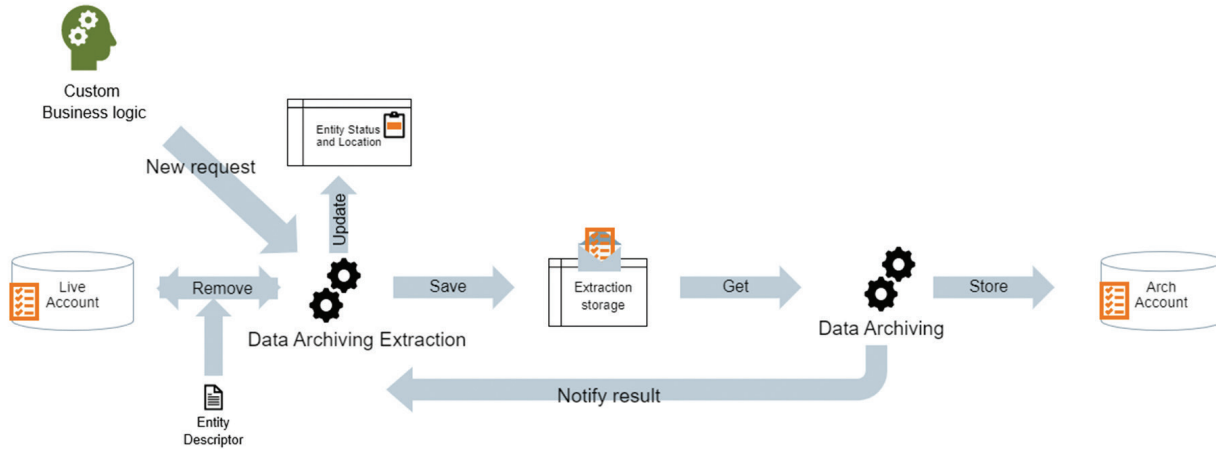 Custom
Business logic
New request
Entity Status
and Location
Update
Live
Account
Remove
Save
Extraction
storage
Get
Store
Arch
Account
Data Archiving Extraction
Data Archiving
Notify result
Entity
Descriptor